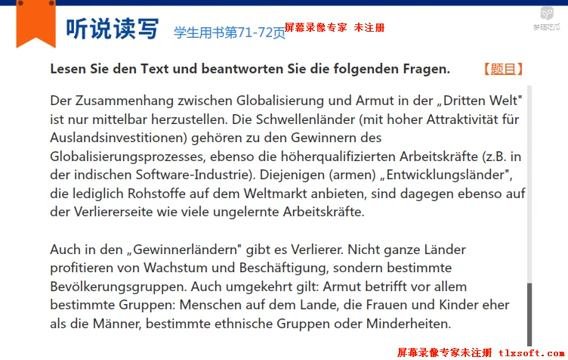 听说读写 学生用书第71-72页 屏幕录像专家 未注册
Lesen Sie den Text und beantworten Sie die folgenden Fragen. 【题目】
Der Zusammenhang zwischen Globalisierung und Armut in der „Dritten Welt"
ist nur mittelbar herzustellen. Die Schwellenländer (mit hoher Attraktivität für
Auslandsinvestitionen) gehören zu den Gewinnern des
Globalisierungsprozesses, ebenso die höherqualifizierten Arbeitskräfte (z.B. in
der indischen Software-Industrie). Diejenigen (armen) „Entwicklungsländer",
die lediglich Rohstoffe auf dem Weltmarkt anbieten, sind dagegen ebenso auf
der Verliererseite wie viele ungelernte Arbeitskräfte.
Auch in den „Gewinnerländern" gibt es Verlierer. Nicht ganze Länder
profitieren von Wachstum und Beschäftigung, sondern bestimmte
Bevölkerungsgruppen. Auch umgekehrt gilt: Armut betrifft vor allem
bestimmte Gruppen: Menschen auf dem Lande, die Frauen und Kinder eher
als die Männer, bestimmte ethnische Gruppen oder Minderheiten.
屏幕录像专家未注册 tlxsoft.com